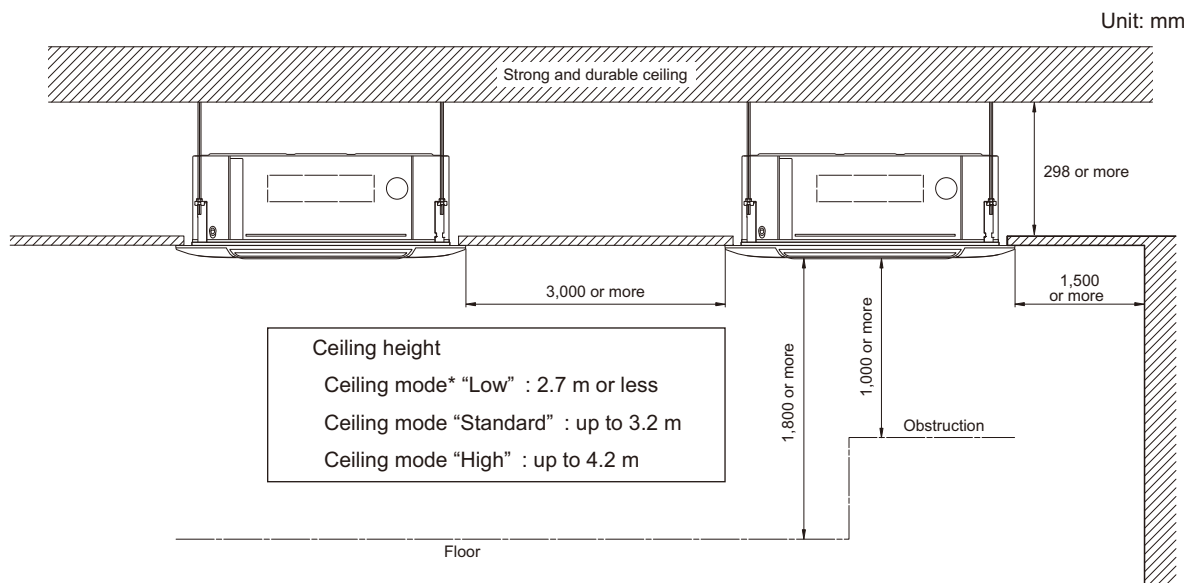 Unit: mm
Strong and durable ceiling
298 or more
3,000 or more
1,500
or more
1,800 or more
1,000 or more
Ceiling height
Ceiling mode* “Low” : 2.7 m or less
Ceiling mode “Standard” : up to 3.2 m
Ceiling mode “High” : up to 4.2 m
Obstruction
Floor